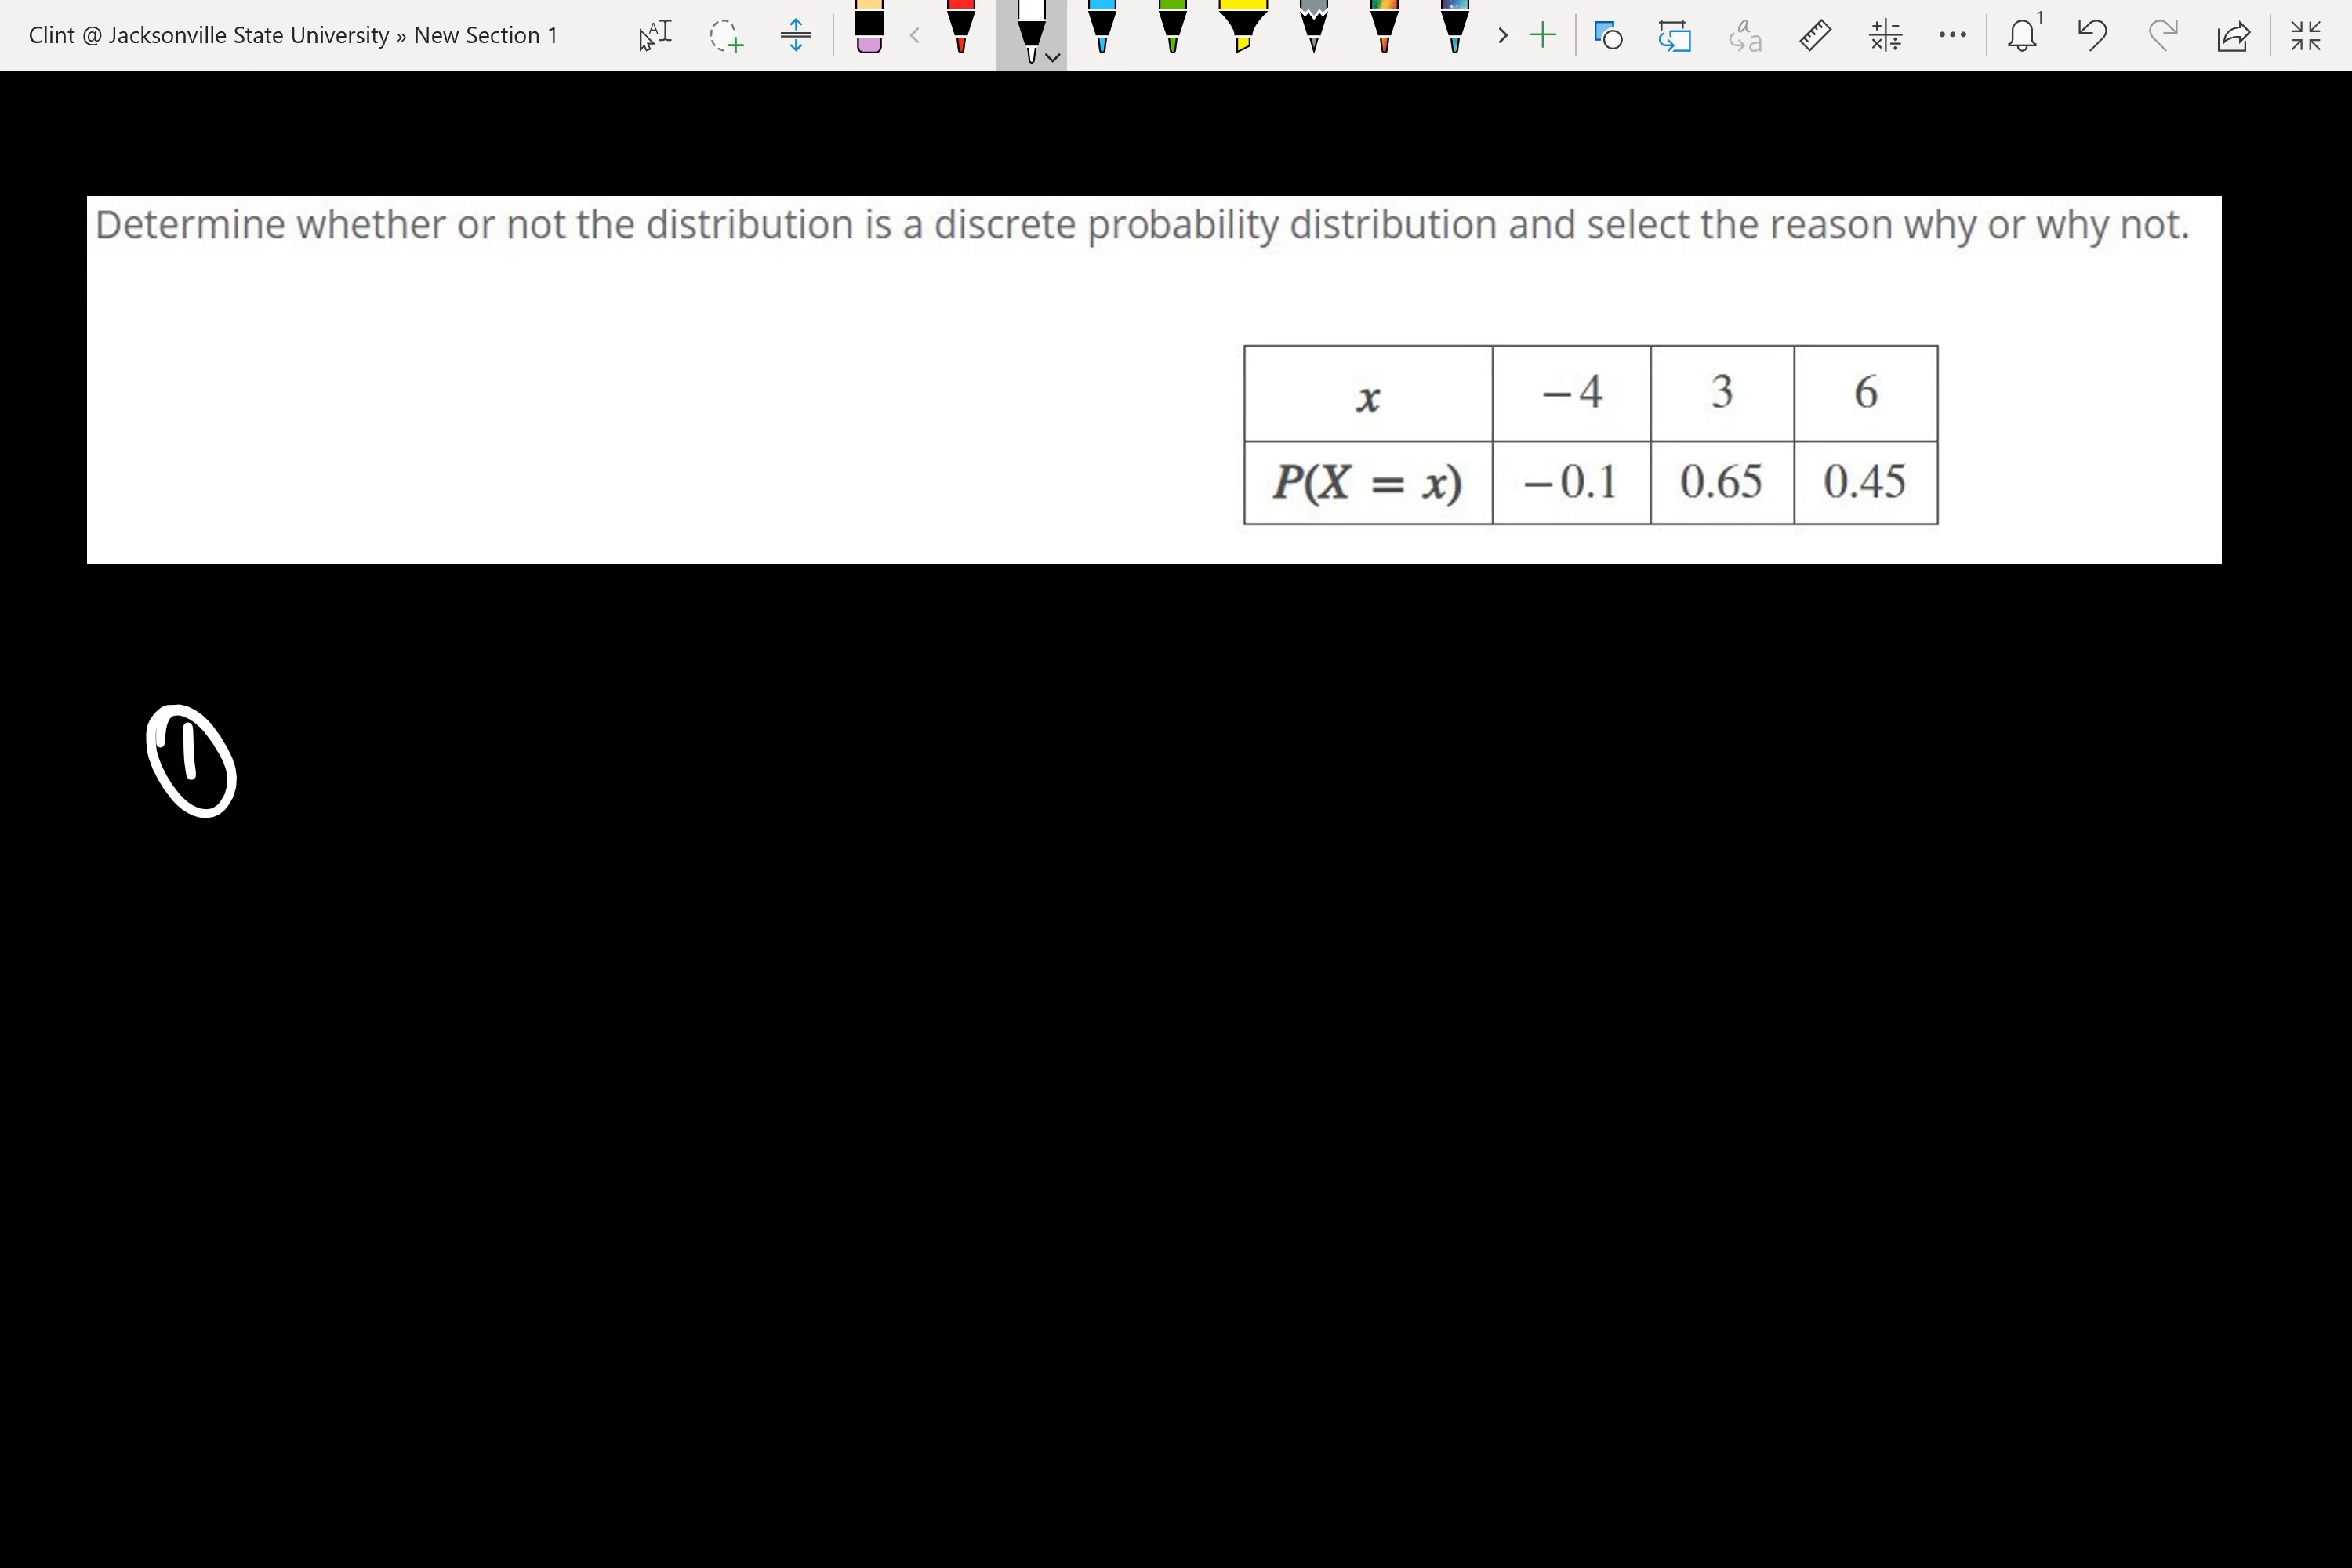 Clint @ Jacksonville State University » New Section 1
1
Determine whether or not the distribution is a discrete probability distribution and select the reason why or why not.
x −4 3 6
P(X = x) −0.1 0.65 0.45
1